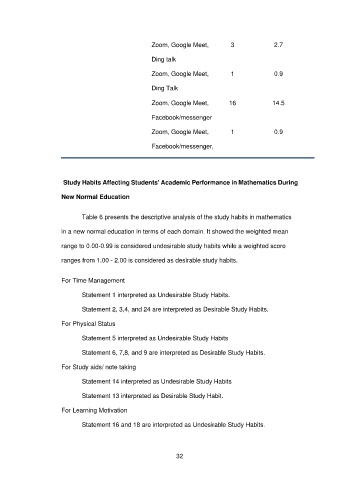 Zoom, Google Meet, 3 2.7
Ding talk
Zoom, Google Meet, 1 0.9
Ding Talk
Zoom, Google Meet, 16 14.5
Facebook/messenger
Zoom, Google Meet, 1 0.9
Facebook/messenger,
Study Habits Affecting Students' Academic Performance in Mathematics During
New Normal Education
Table 6 presents the descriptive analysis of the study habits in mathematics
in a new normal education in terms of each domain. It showed the weighted mean
range to 0.00-0.99 is considered undesirable study habits while a weighted score
ranges from 1.00 - 2.00 is considered as desirable study habits.
For Time Management
Statement 1 interpreted as Undesirable Study Habits.
Statement 2, 3,4, and 24 are interpreted as Desirable Study Habits.
For Physical Status
Statement 5 interpreted as Undesirable Study Habits
Statement 6, 7,8, and 9 are interpreted as Desirable Study Habits.
For Study aids/ note taking
Statement 14 interpreted as Undesirable Study Habits
Statement 13 interpreted as Desirable Study Habit.
For Learning Motivation
Statement 16 and 18 are interpreted as Undesirable Study Habits.
32